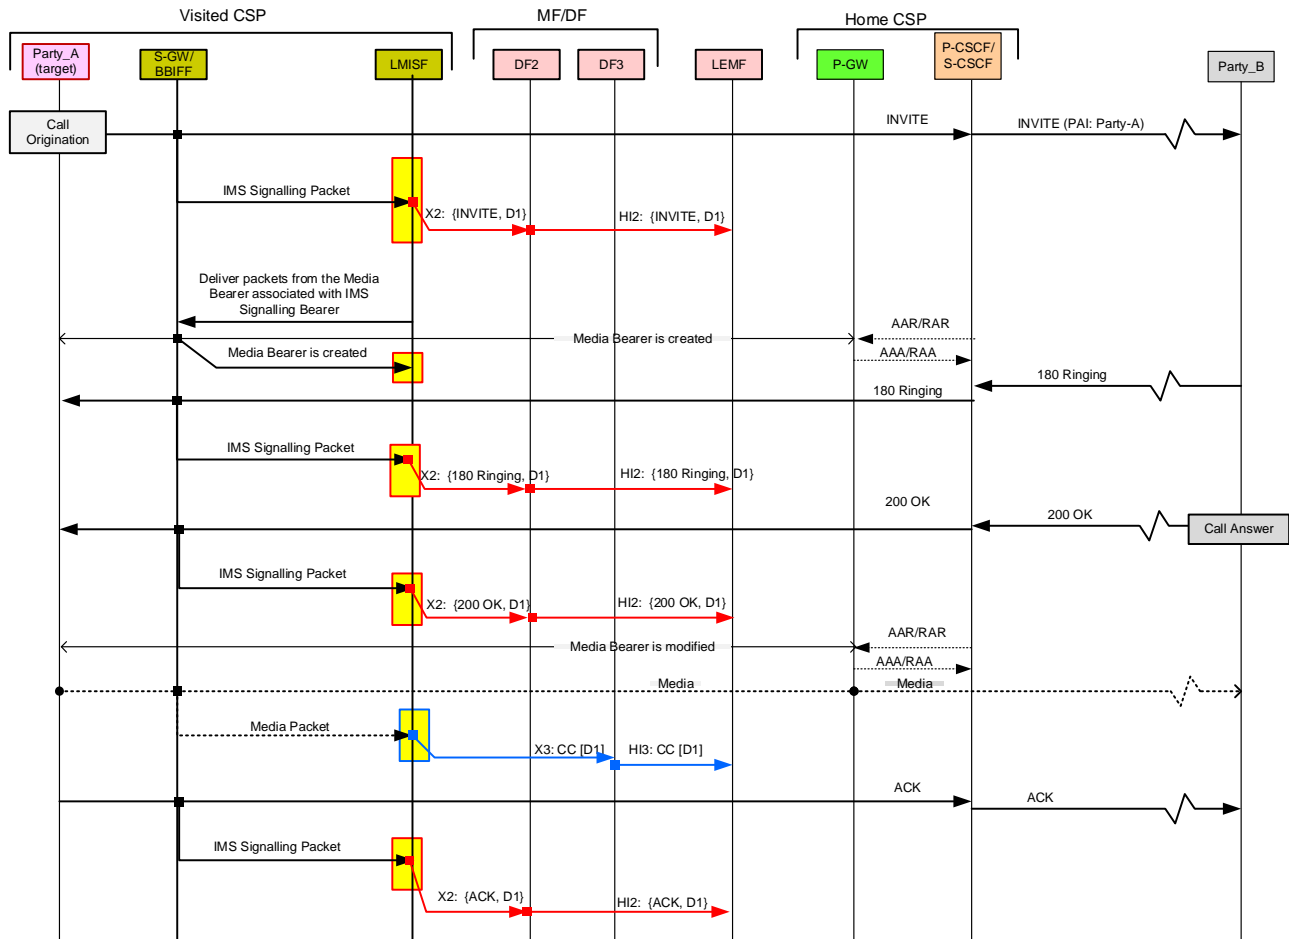 Visited CSP
MF/DF
Home CSP
Party_A
(target)
S-GW/
BBIFF
LMISF
DF2
DF3
LEMF
P-GW
P-CSCF/
S-CSCF
Party_B
Call
Origination
INVITE
INVITE (PAI: Party-A)
IMS Signalling Packet
X2: {INVITE, D1}
HI2: {INVITE, D1}
Deliver packets from the Media
Bearer associated with IMS
Signalling Bearer
AAR/RAR
Media Bearer is created
Media Bearer is created
AAA/RAA
180 Ringing
180 Ringing
IMS Signalling Packet
X2: {180 Ringing, D1}
HI2: {180 Ringing, D1}
200 OK
200 OK
Call Answer
IMS Signalling Packet
X2: {200 OK, D1}
HI2: {200 OK, D1}
AAR/RAR
Media Bearer is modified
AAA/RAA
Media
Media
Media Packet
X3: CC [D1]
HI3: CC [D1]
ACK
ACK
IMS Signalling Packet
X2: {ACK, D1}
HI2: {ACK, D1}